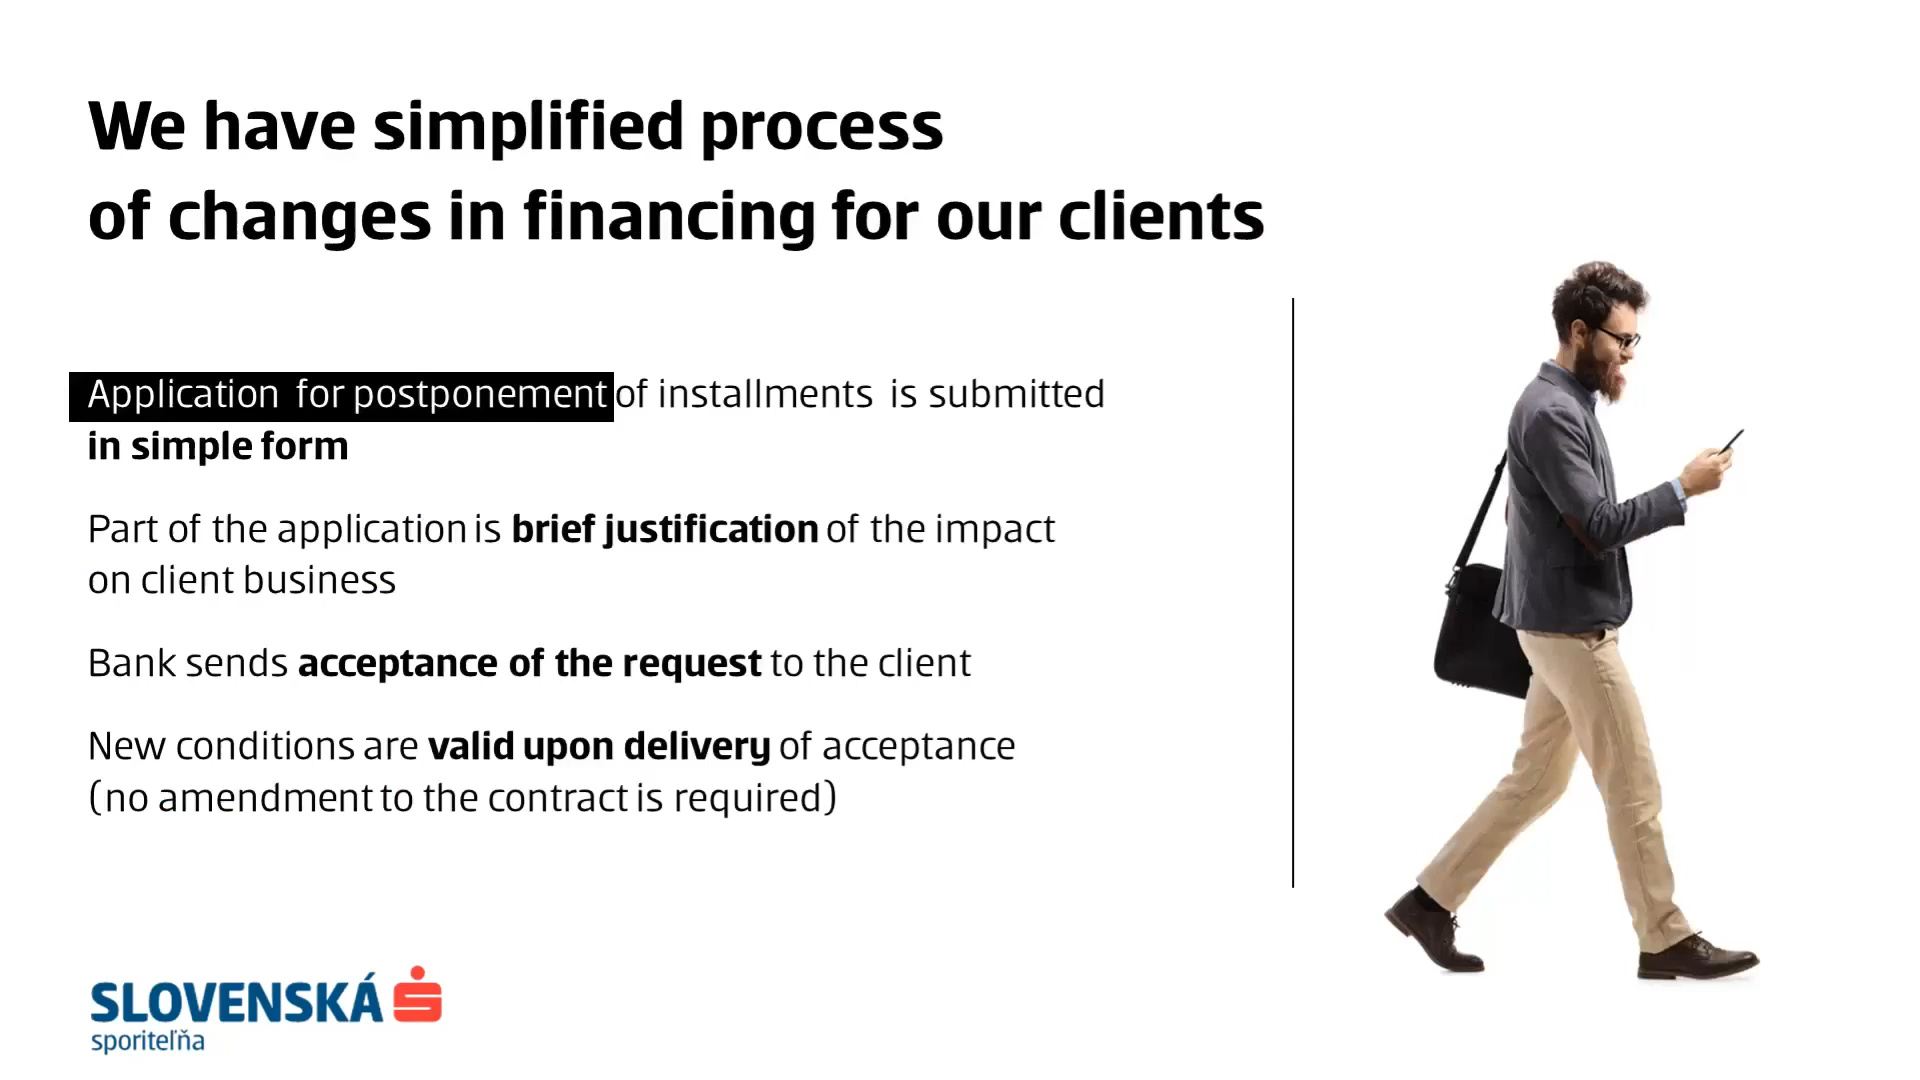 We have simplified process
of changes in financing for our clients
Application for postponement of installments is submitted
in simple form
Part of the application is brief justification of the impact
on client business
Bank sends acceptance of the request to the client
New conditions are valid upon delivery of acceptance
(no amendment to the contract is required)
SLOVENSKÁ
sporiteľňa